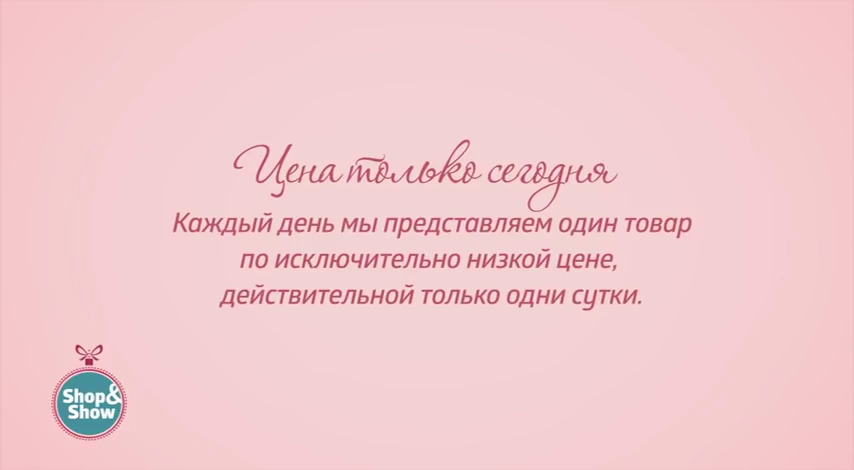 Цена только сегодня
Каждый день мы представляем один товар
по исключительно низкой цене,
действительной только одни сутки.
Shop&
Show